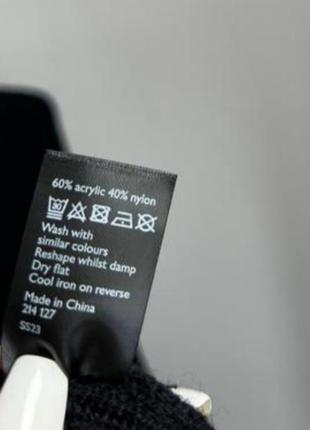 60% acrylic 40% nylon
30
Wash with
similar colours
Reshape whilst damp
Dry flat
Cool iron on reverse
Made in China
214 127
SS23